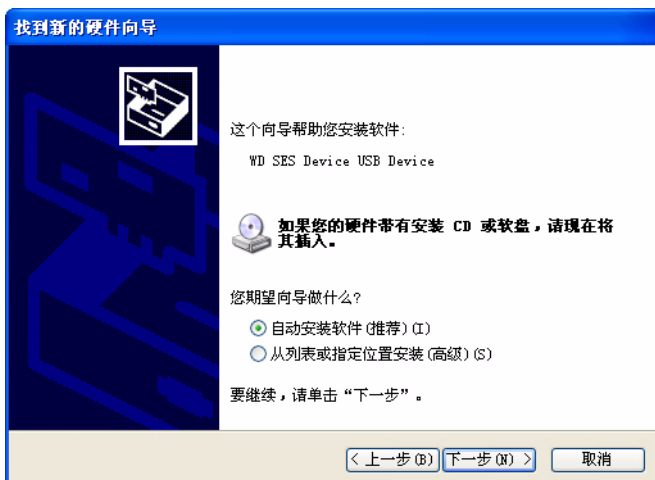 找到新的硬件向导
这个向导帮助您安装软件:
WD SES Device USB Device
如果您的硬件带有安装 CD 或软盘，请现在将
其插入。
您期望向导做什么?
自动安装软件(推荐)(I)
从列表或指定位置安装(高级)(S)
要继续，请单击“下一步”。
< 上一步(B) 下一步(N) > 取消